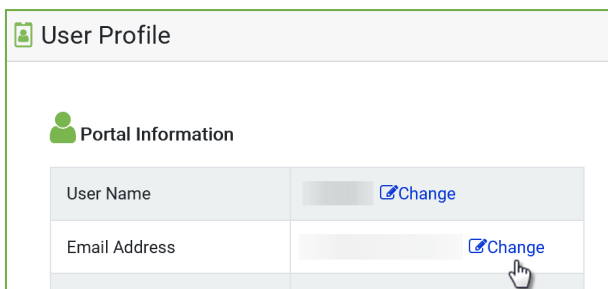 User Profile
Portal Information
User Name Change
Email Address Change